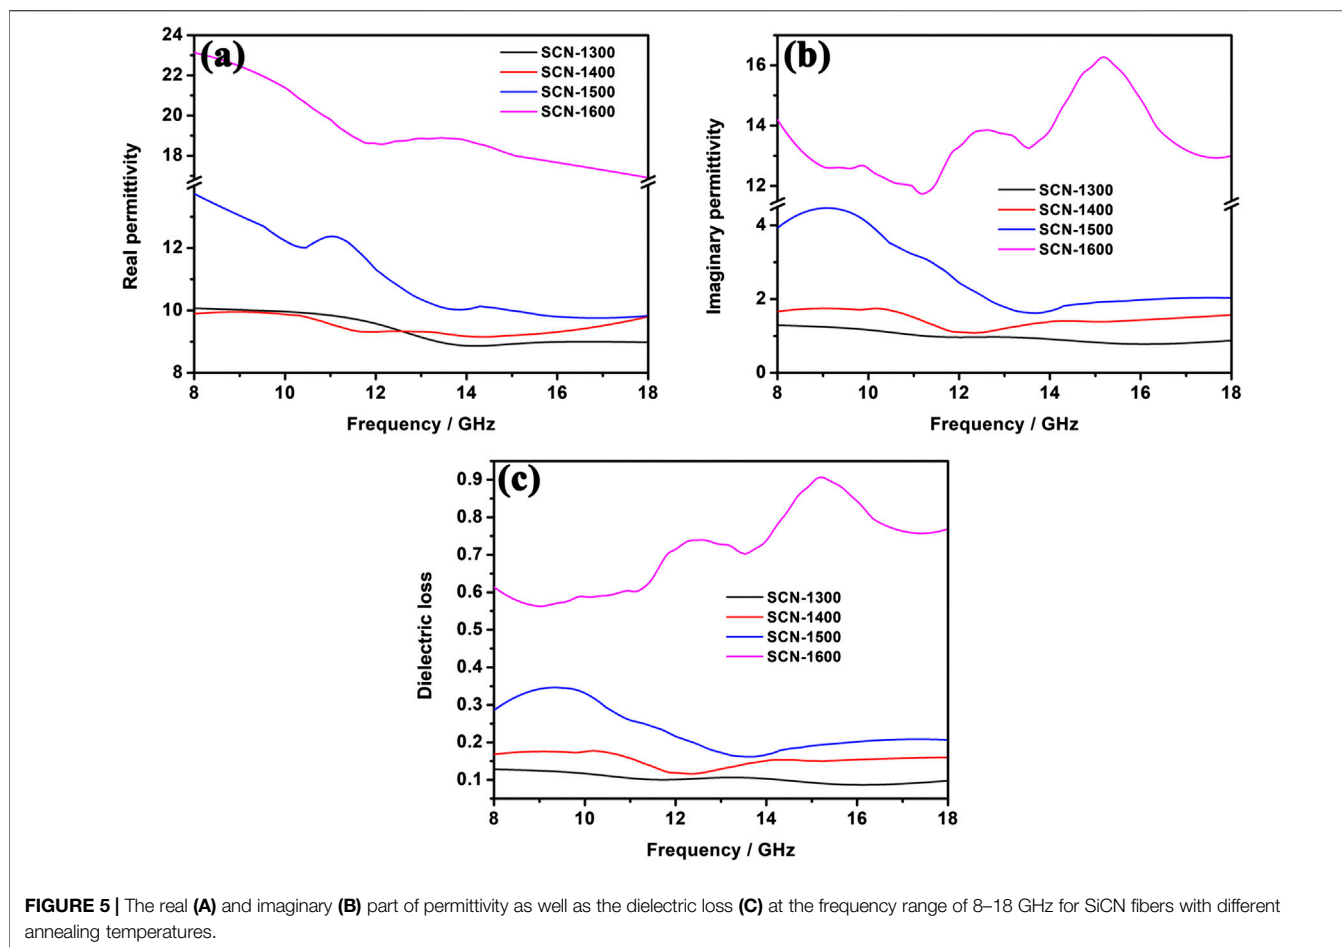 (a)
24
22
20
18
12
10
8
Real permittivity
SCN-1300
SCN-1400
SCN-1500
SCN-1600
8 10 12 14 16 18
Frequency / GHz
(b)
16
14
12
4
2
0
Imaginary permittivity
SCN-1300
SCN-1400
SCN-1500
SCN-1600
8 10 12 14 16 18
Frequency / GHz
(c)
0.9
0.8
0.7
0.6
0.5
0.4
0.3
0.2
0.1
Dielectric loss
SCN-1300
SCN-1400
SCN-1500
SCN-1600
8 10 12 14 16 18
Frequency / GHz
FIGURE 5 | The real (A) and imaginary (B) part of permittivity as well as the dielectric loss (C) at the frequency range of 8–18 GHz for SiCN fibers with different
annealing temperatures.